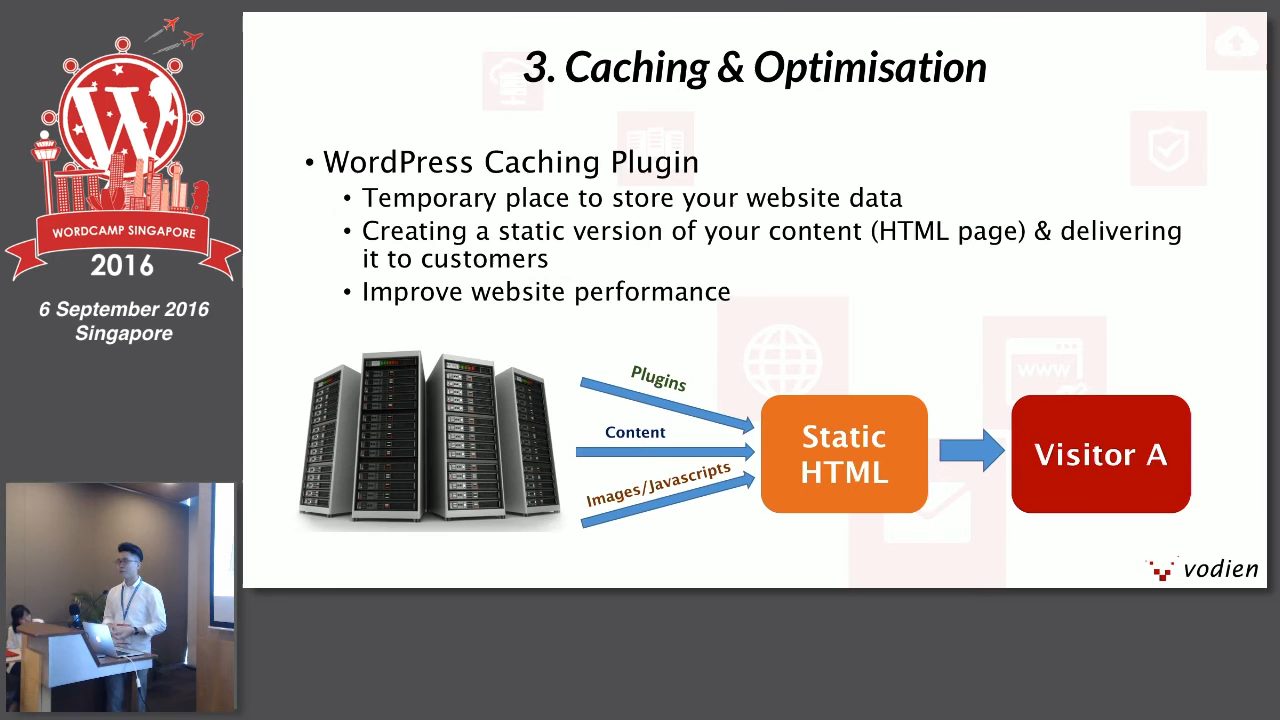 W
WORDCAMP SINGAPORE
2016
6 September 2016
Singapore
3. Caching & Optimisation
• WordPress Caching Plugin
• Temporary place to store your website data
• Creating a static version of your content (HTML page) & delivering
it to customers
• Improve website performance
WWW
Plugins
Content
Images/Javascripts
Static
HTML
Visitor A
vodien